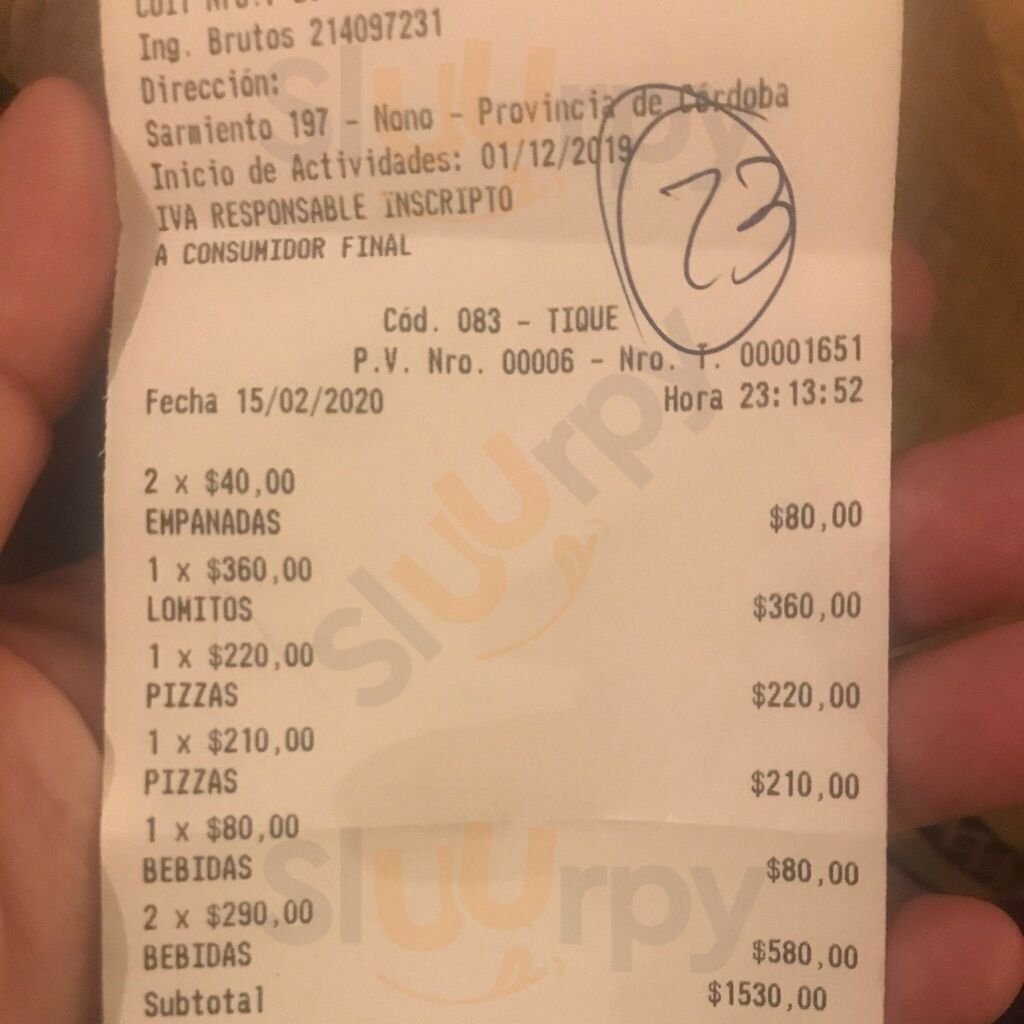 Ing. Brutos 214097231
Dirección:
Sarmiento 197 - Nono - Provincia de Córdoba
Inicio de Actividades: 01/12/2019
IVA RESPONSABLE INSCRIPTO
A CONSUMIDOR FINAL
23
Cód. 083 - TIQUE
P.V. Nro. 00006 - Nro. T. 00001651
Fecha 15/02/2020 Hora 23:13:52
2 x $40,00
EMPANADAS $80,00
1 x $360,00
LOMITOS $360,00
1 x $220,00
PIZZAS $220,00
1 x $210,00
PIZZAS $210,00
1 x $80,00
BEBIDAS $80,00
2 x $290,00
BEBIDAS $580,00
Subtotal $1530,00
Sluurpy
Sluurpy
Sluurpy